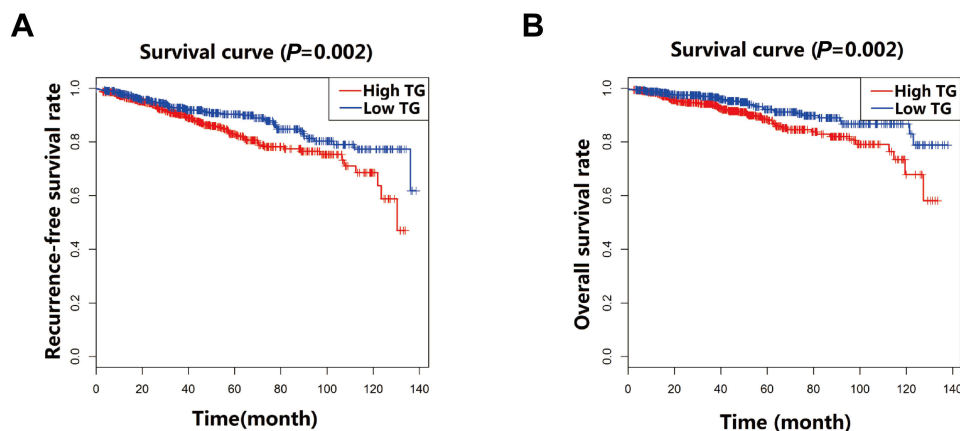 A
Survival curve (P=0.002)
High TG
Low TG
Recurrence-free survival rate
1.0
0.8
0.6
0.4
0.2
0.0
0 20 40 60 80 100 120 140
Time(month)
B
Survival curve (P=0.002)
High TG
Low TG
Overall survival rate
1.0
0.8
0.6
0.4
0.2
0.0
0 20 40 60 80 100 120 140
Time (month)